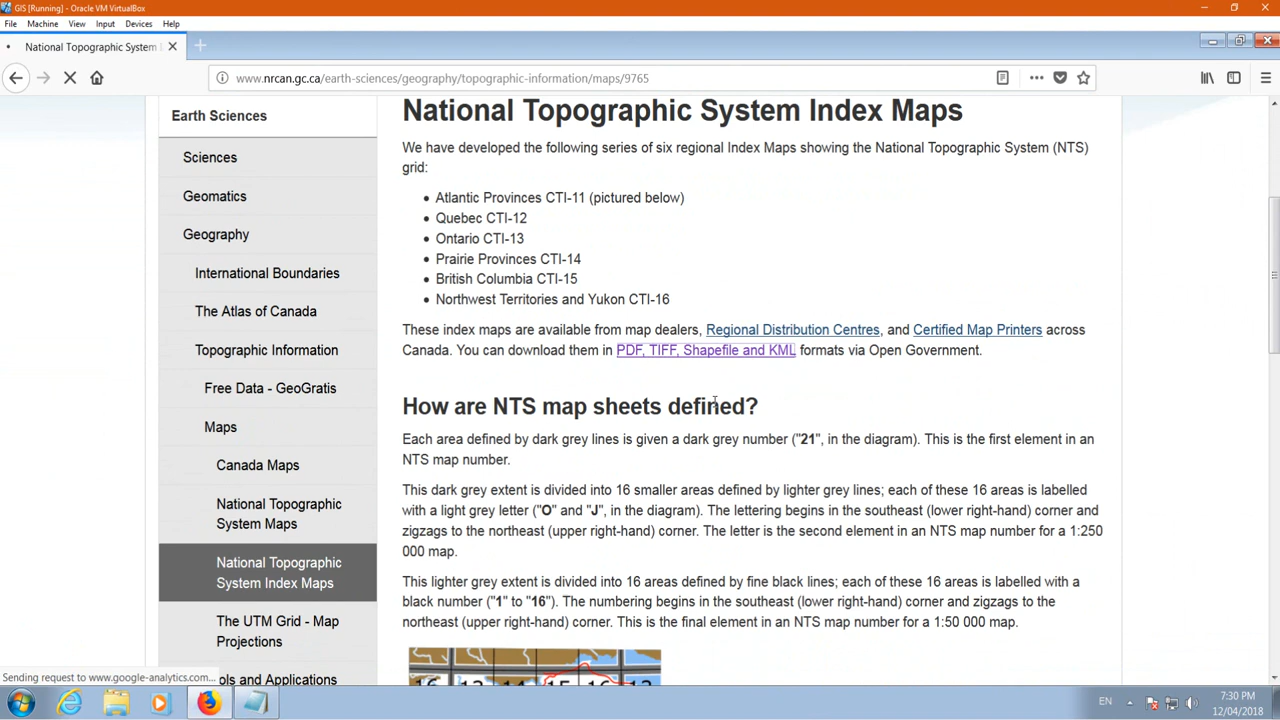 GIS [Running] - Oracle VM VirtualBox
File Machine View Input Devices Help
National Topographic System I
www.nrcan.gc.ca/earth-sciences/geography/topographic-information/maps/9765
Earth Sciences
Sciences
Geomatics
Geography
International Boundaries
The Atlas of Canada
Topographic Information
Free Data - GeoGratis
Maps
Canada Maps
National Topographic
System Maps
National Topographic
System Index Maps
The UTM Grid - Map
Projections
ols and Applications
National Topographic System Index Maps
We have developed the following series of six regional Index Maps showing the National Topographic System (NTS)
grid:
• Atlantic Provinces CTI-11 (pictured below)
• Quebec CTI-12
• Ontario CTI-13
• Prairie Provinces CTI-14
• British Columbia CTI-15
• Northwest Territories and Yukon CTI-16
These index maps are available from map dealers, Regional Distribution Centres, and Certified Map Printers across
Canada. You can download them in PDF, TIFF, Shapefile and KML formats via Open Government.
How are NTS map sheets defined?
Each area defined by dark grey lines is given a dark grey number ("21", in the diagram). This is the first element in an
NTS map number.
This dark grey extent is divided into 16 smaller areas defined by lighter grey lines; each of these 16 areas is labelled
with a light grey letter ("O" and "J", in the diagram). The lettering begins in the southeast (lower right-hand) corner and
zigzags to the northeast (upper right-hand) corner. The letter is the second element in an NTS map number for a 1:250
000 map.
This lighter grey extent is divided into 16 areas defined by fine black lines; each of these 16 areas is labelled with a
black number ("1" to "16"). The numbering begins in the southeast (lower right-hand) corner and zigzags to the
northeast (upper right-hand) corner. This is the final element in an NTS map number for a 1:50 000 map.
Sending request to www.google-analytics.com...
EN
7:30 PM
12/04/2018